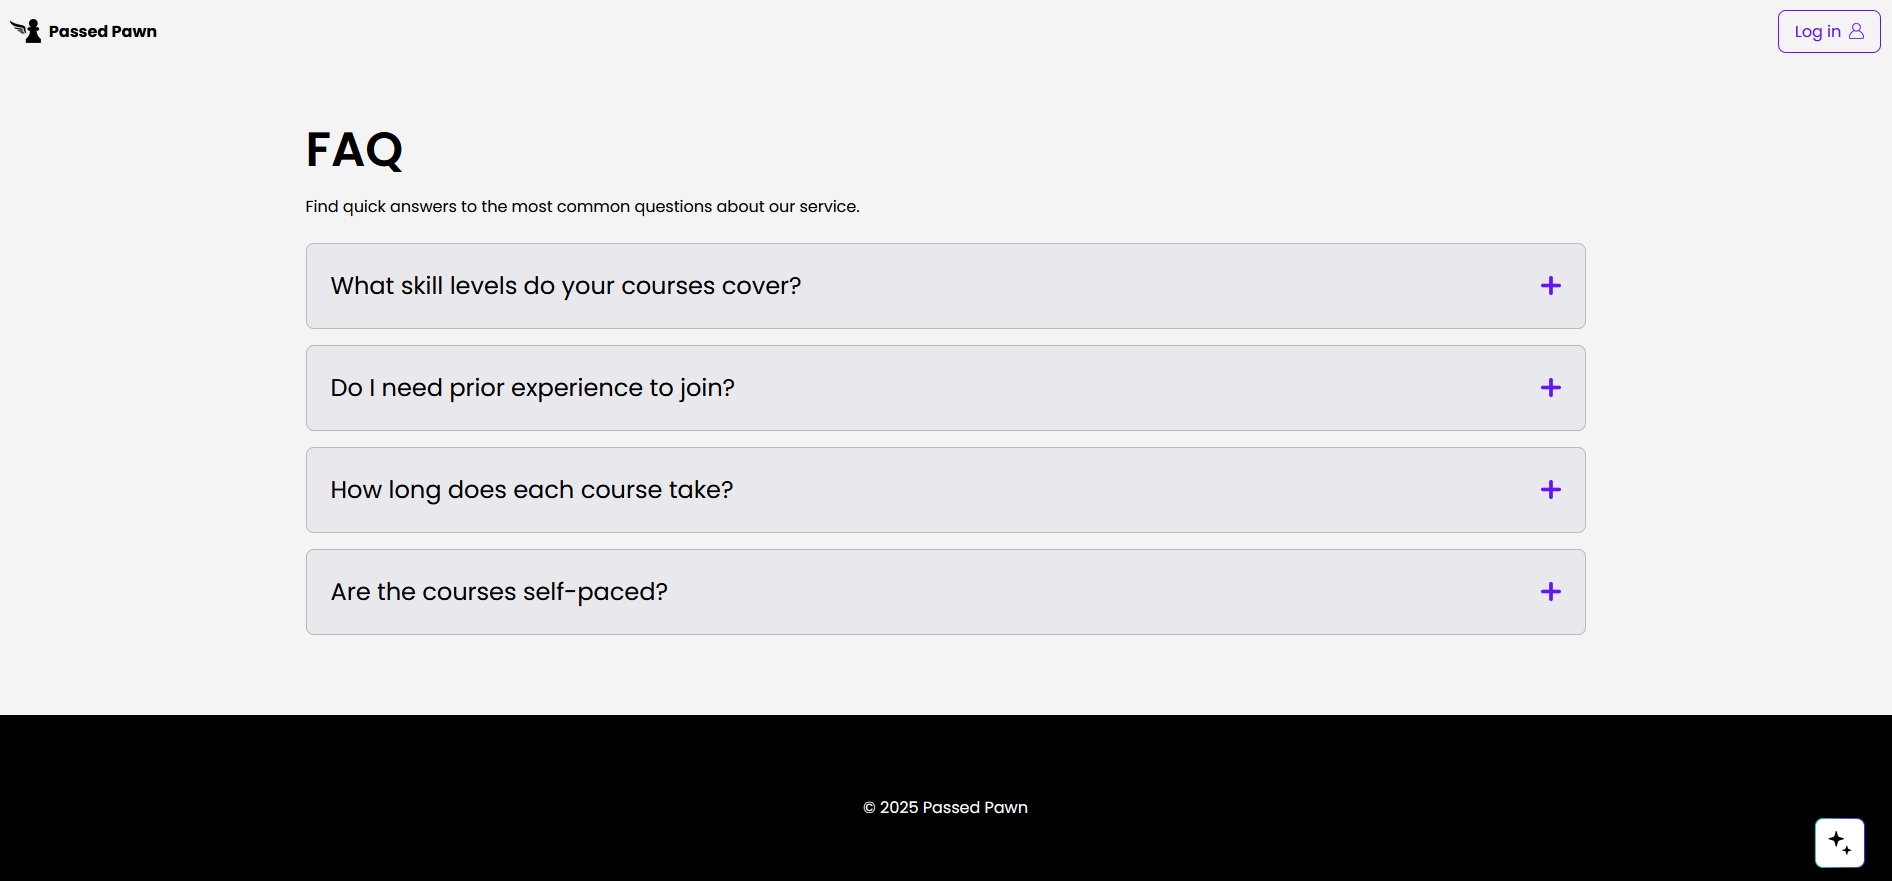 Passed Pawn
Log in
FAQ
Find quick answers to the most common questions about our service.
What skill levels do your courses cover?
Do I need prior experience to join?
How long does each course take?
Are the courses self-paced?
© 2025 Passed Pawn